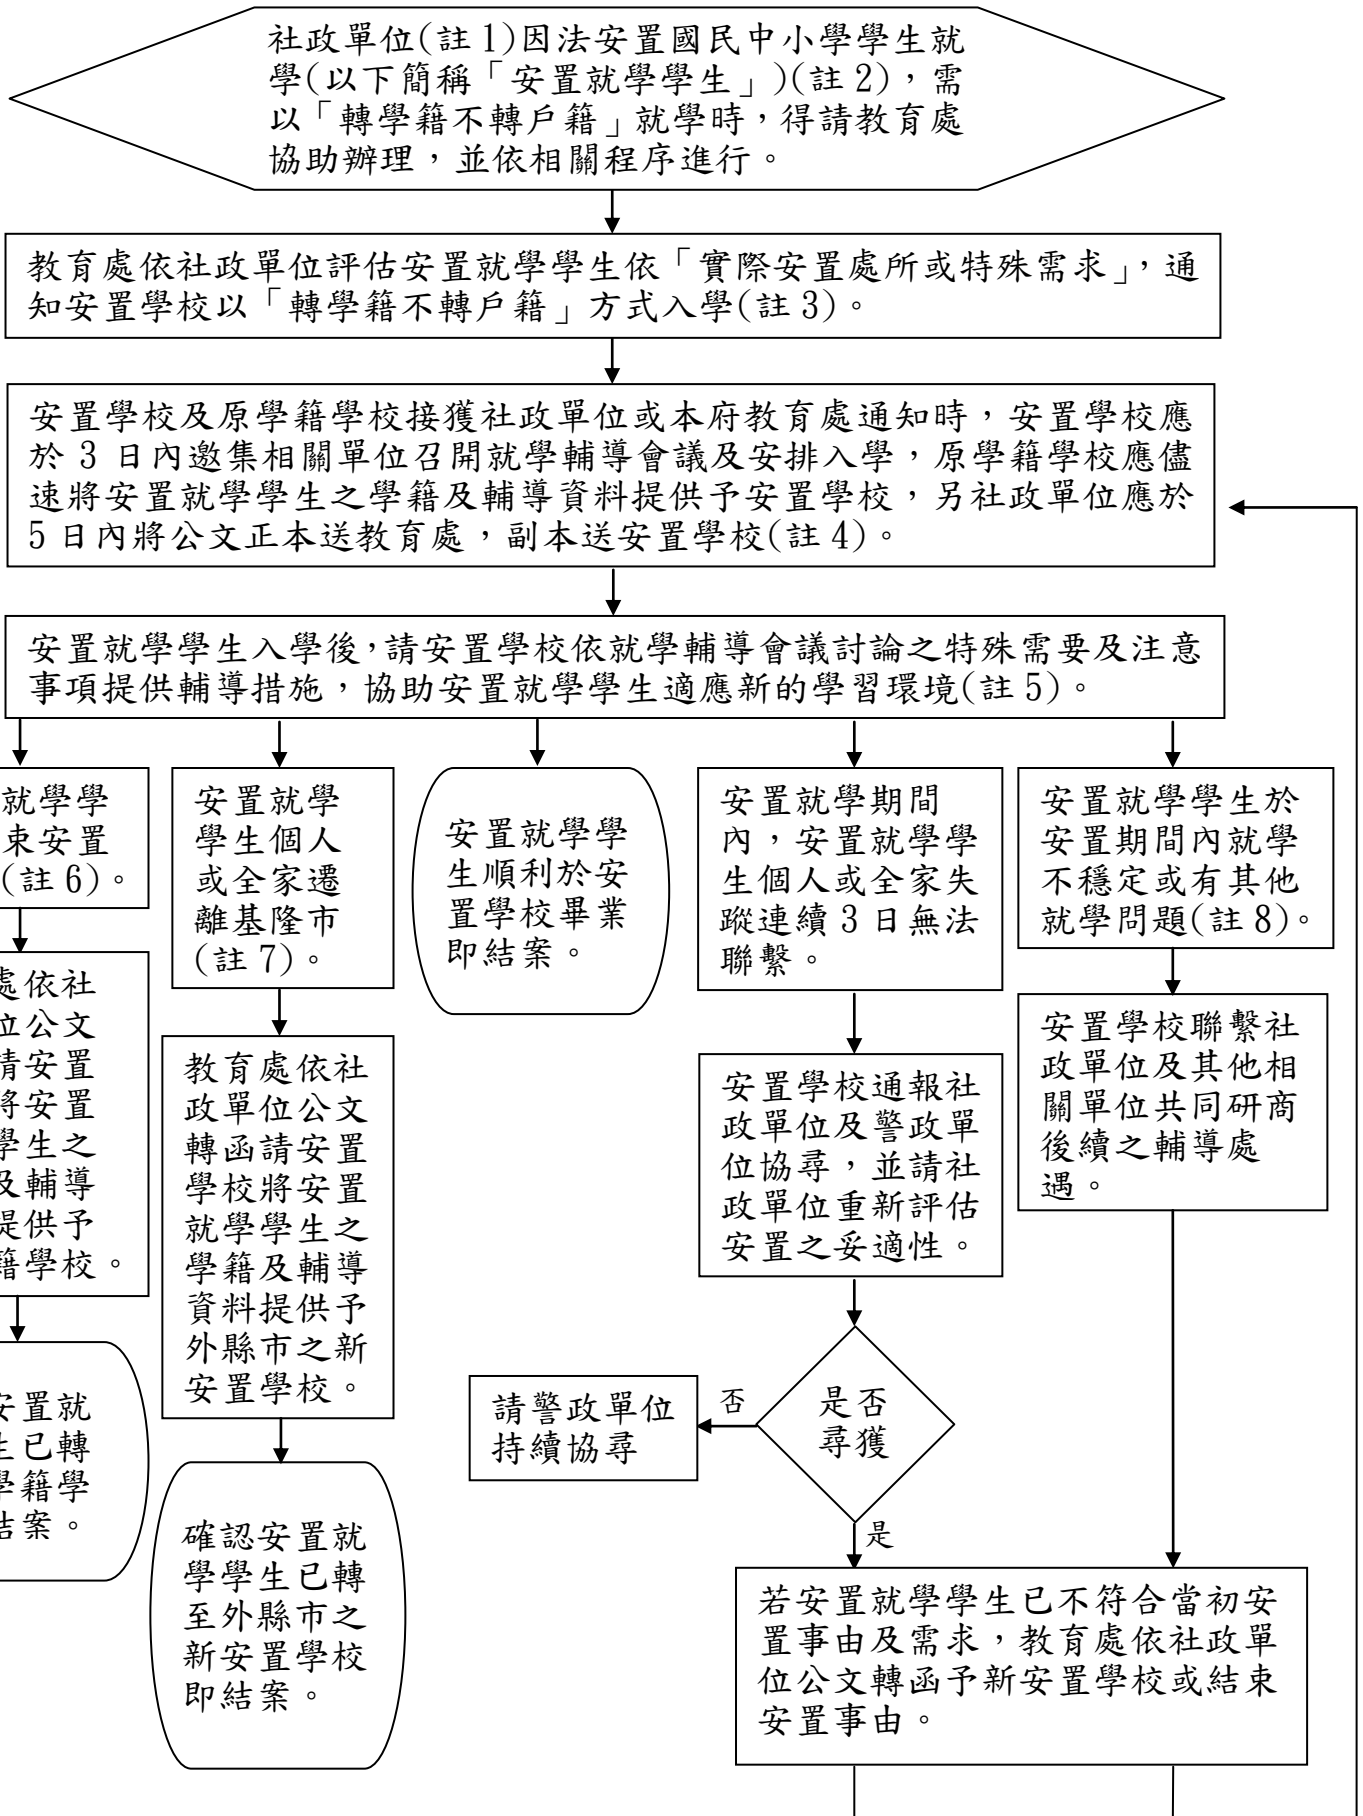 社政單位(註1)因法安置國民中小學學生就
學(以下簡稱「安置就學學生」)(註2)，需
以「轉學籍不轉戶籍」就學時，得請教育處
協助辦理，並依相關程序進行。
教育處依社政單位評估安置就學學生依「實際安置處所或特殊需求」，通
知安置學校以「轉學籍不轉戶籍」方式入學(註3)。
安置學校及原學籍學校接獲社政單位或本府教育處通知時，安置學校應
於 3 日內邀集相關單位召開就學輔導會議及安排入學，原學籍學校應儘
速將安置就學學生之學籍及輔導資料提供予安置學校，另社政單位應於
5 日內將公文正本送教育處，副本送安置學校(註4)。
安置就學學生入學後，請安置學校依就學輔導會議討論之特殊需要及注意
事項提供輔導措施，協助安置就學學生適應新的學習環境(註5)。
就學學
束安置
(註6)。
處依社
位公文
請安置
將安置
學生之
及輔導
提供予
籍學校。
安置就
生已轉
學籍學
結案。
安置就學
學生個人
或全家遷
離基隆市
(註7)。
教育處依社
政單位公文
轉函請安置
學校將安置
就學學生之
學籍及輔導
資料提供予
外縣市之新
安置學校。
確認安置就
學學生已轉
至外縣市之
新安置學校
即結案。
安置就學學
生順利於安
置學校畢業
即結案。
安置就學期間
內，安置就學學
生個人或全家失
蹤連續 3 日無法
聯繫。
安置學校通報社
政單位及警政單
位協尋，並請社
政單位重新評估
安置之妥適性。
是否
尋獲
否
請警政單位
持續協尋
是
安置就學學生於
安置期間內就學
不穩定或有其他
就學問題(註8)。
安置學校聯繫社
政單位及其他相
關單位共同研商
後續之輔導處
遇。
若安置就學學生已不符合當初安
置事由及需求，教育處依社政單
位公文轉函予新安置學校或結束
安置事由。